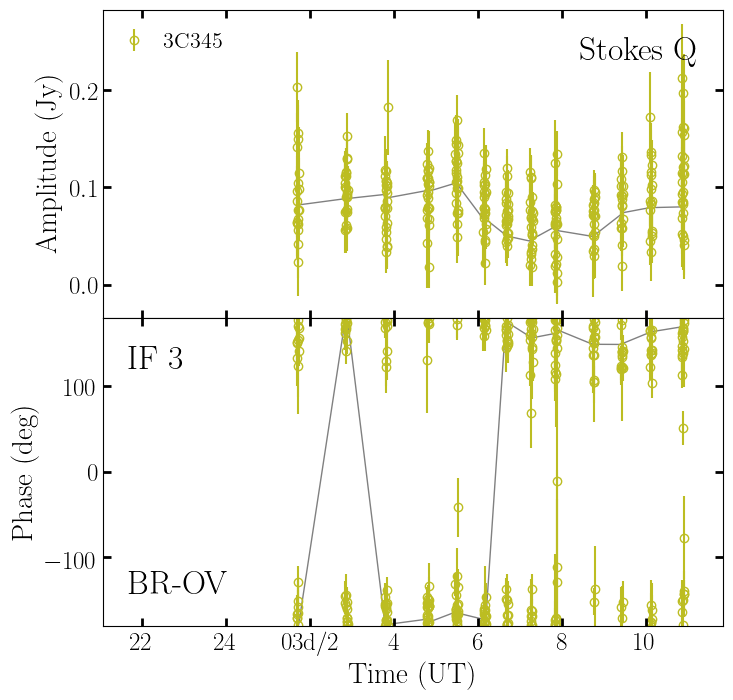 3C345
Stokes Q
Amplitude (Jy)
0.2
0.1
0.0
IF 3
Phase (deg)
100
0
−100
BR-OV
22 24 03d/2 4 6 8 10
Time (UT)